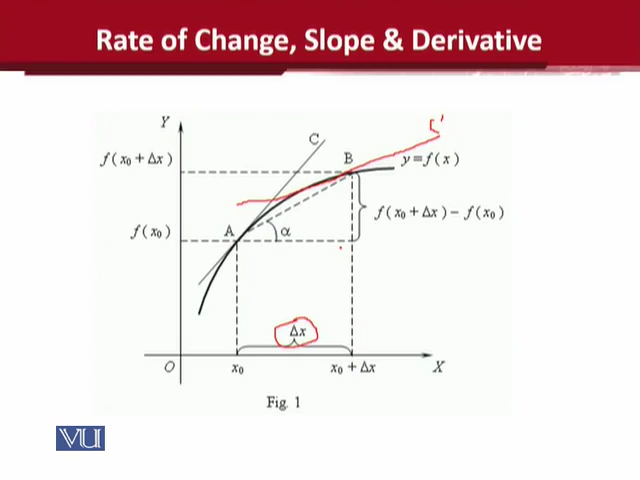 Rate of Change, Slope & Derivative
Y
C
B
f(x₀+Δx)
y=f(x)
f(x₀+Δx)−f(x₀)
f(x₀)
A
α
Δx
O
x₀
x₀+Δx
X
Fig. 1
VU